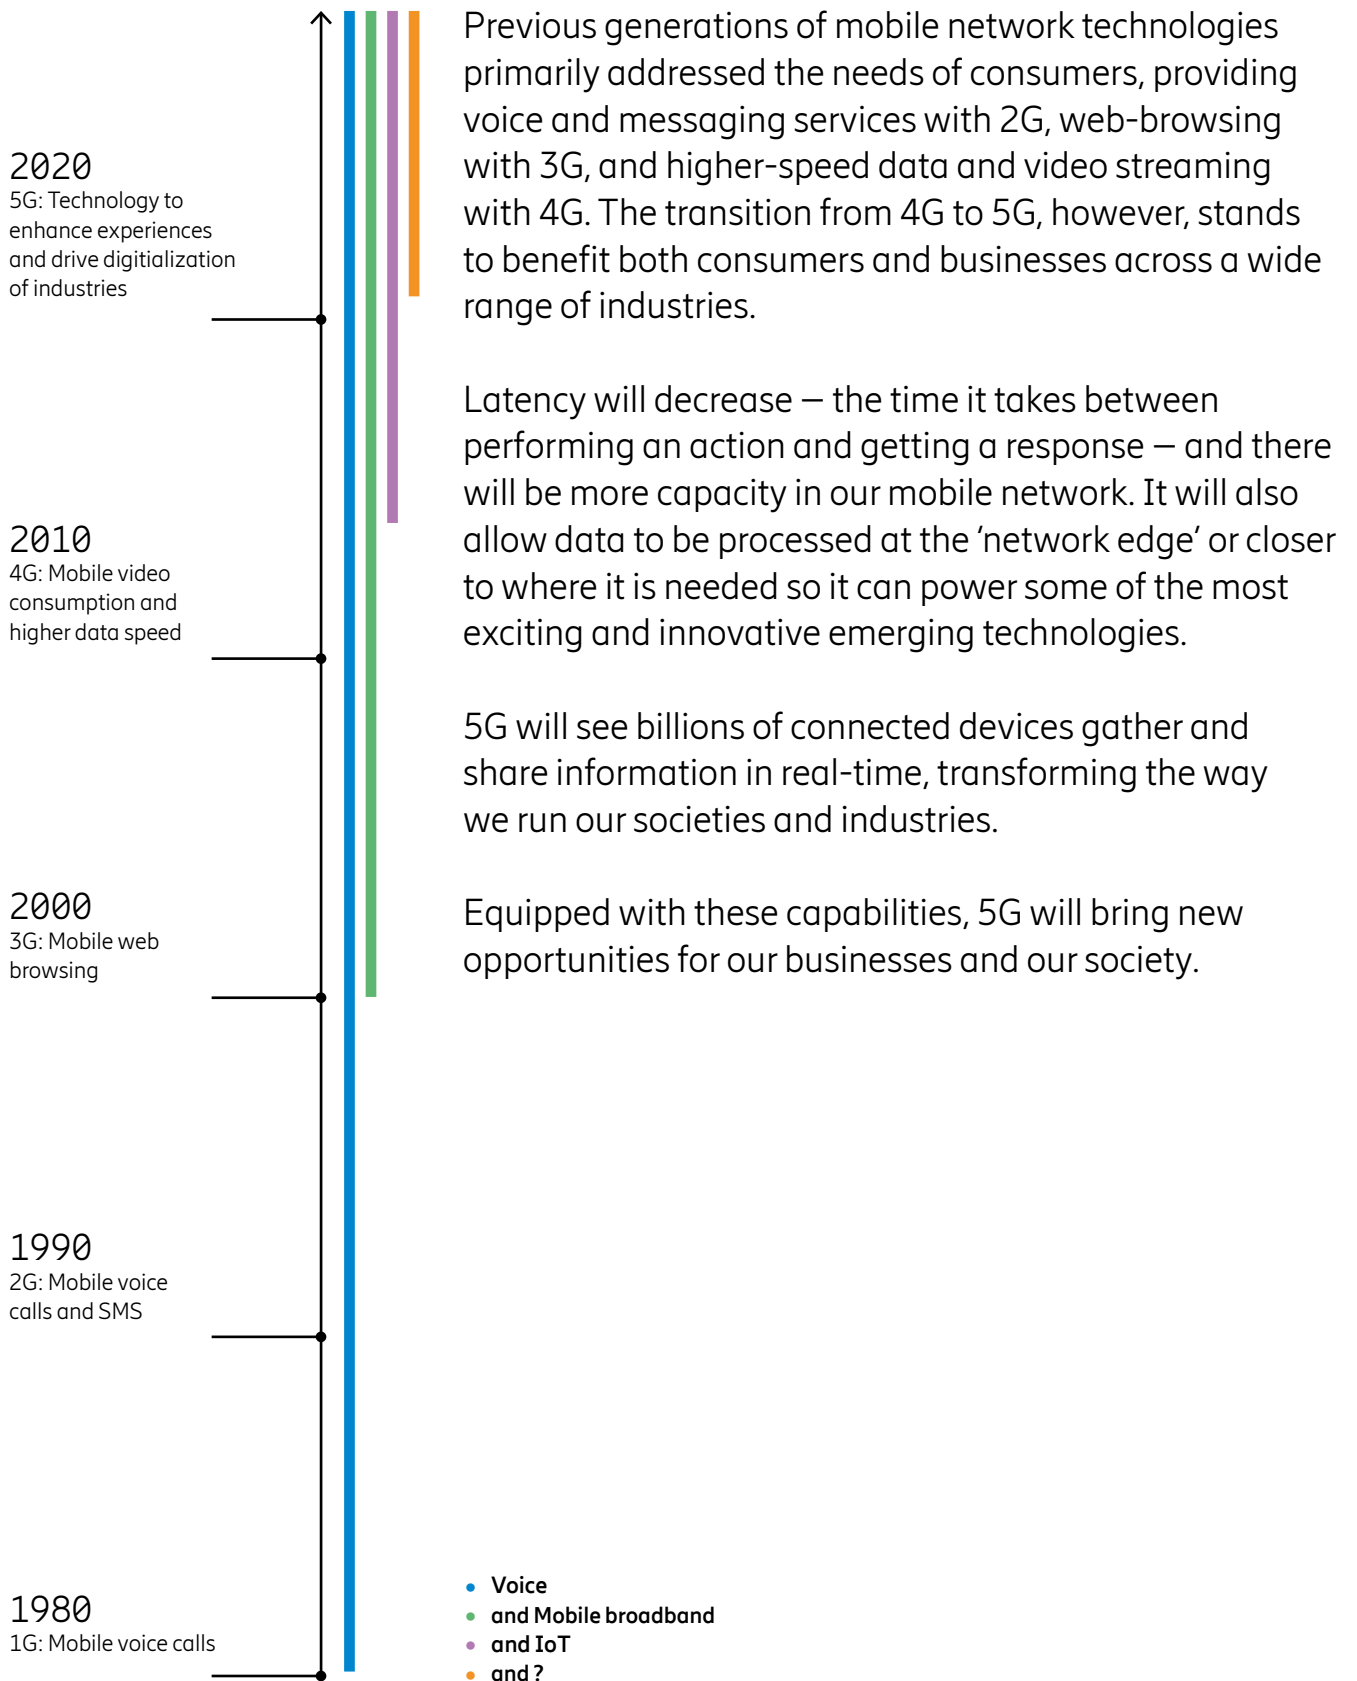 2020
5G: Technology to
enhance experiences
and drive digitialization
of industries
2010
4G: Mobile video
consumption and
higher data speed
2000
3G: Mobile web
browsing
1990
2G: Mobile voice
calls and SMS
1980
1G: Mobile voice calls
Previous generations of mobile network technologies
primarily addressed the needs of consumers, providing
voice and messaging services with 2G, web-browsing
with 3G, and higher-speed data and video streaming
with 4G. The transition from 4G to 5G, however, stands
to benefit both consumers and businesses across a wide
range of industries.
Latency will decrease – the time it takes between
performing an action and getting a response – and there
will be more capacity in our mobile network. It will also
allow data to be processed at the ‘network edge’ or closer
to where it is needed so it can power some of the most
exciting and innovative emerging technologies.
5G will see billions of connected devices gather and
share information in real-time, transforming the way
we run our societies and industries.
Equipped with these capabilities, 5G will bring new
opportunities for our businesses and our society.
• Voice
• and Mobile broadband
• and IoT
• and ?